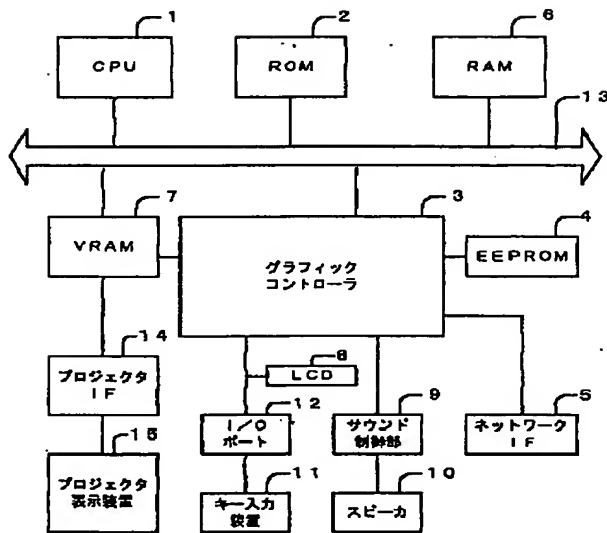 1
2
6
CPU
ROM
RAM
13
7
3
4
VRAM
グラフィック
コントローラ
EEPROM
14
8
LCD
プロジェクタ
IF
12
9
5
I/O
ポート
サウンド
制御部
ネットワーク
IF
15
11
10
プロジェクタ
表示装置
キー入力
装置
スピーカ